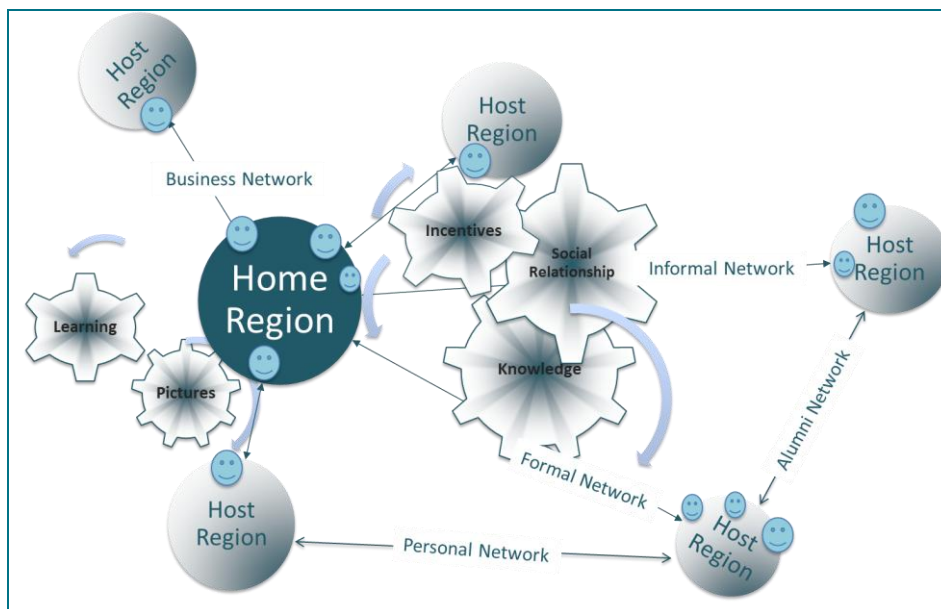 Host
Region
Host
Region
Business Network
Incentives
Social
Relationship
Home
Region
Informal Network
Host
Region
Learning
Pictures
Knowledge
Alumni Network
Formal Network
Host
Region
Personal Network
Host
Region